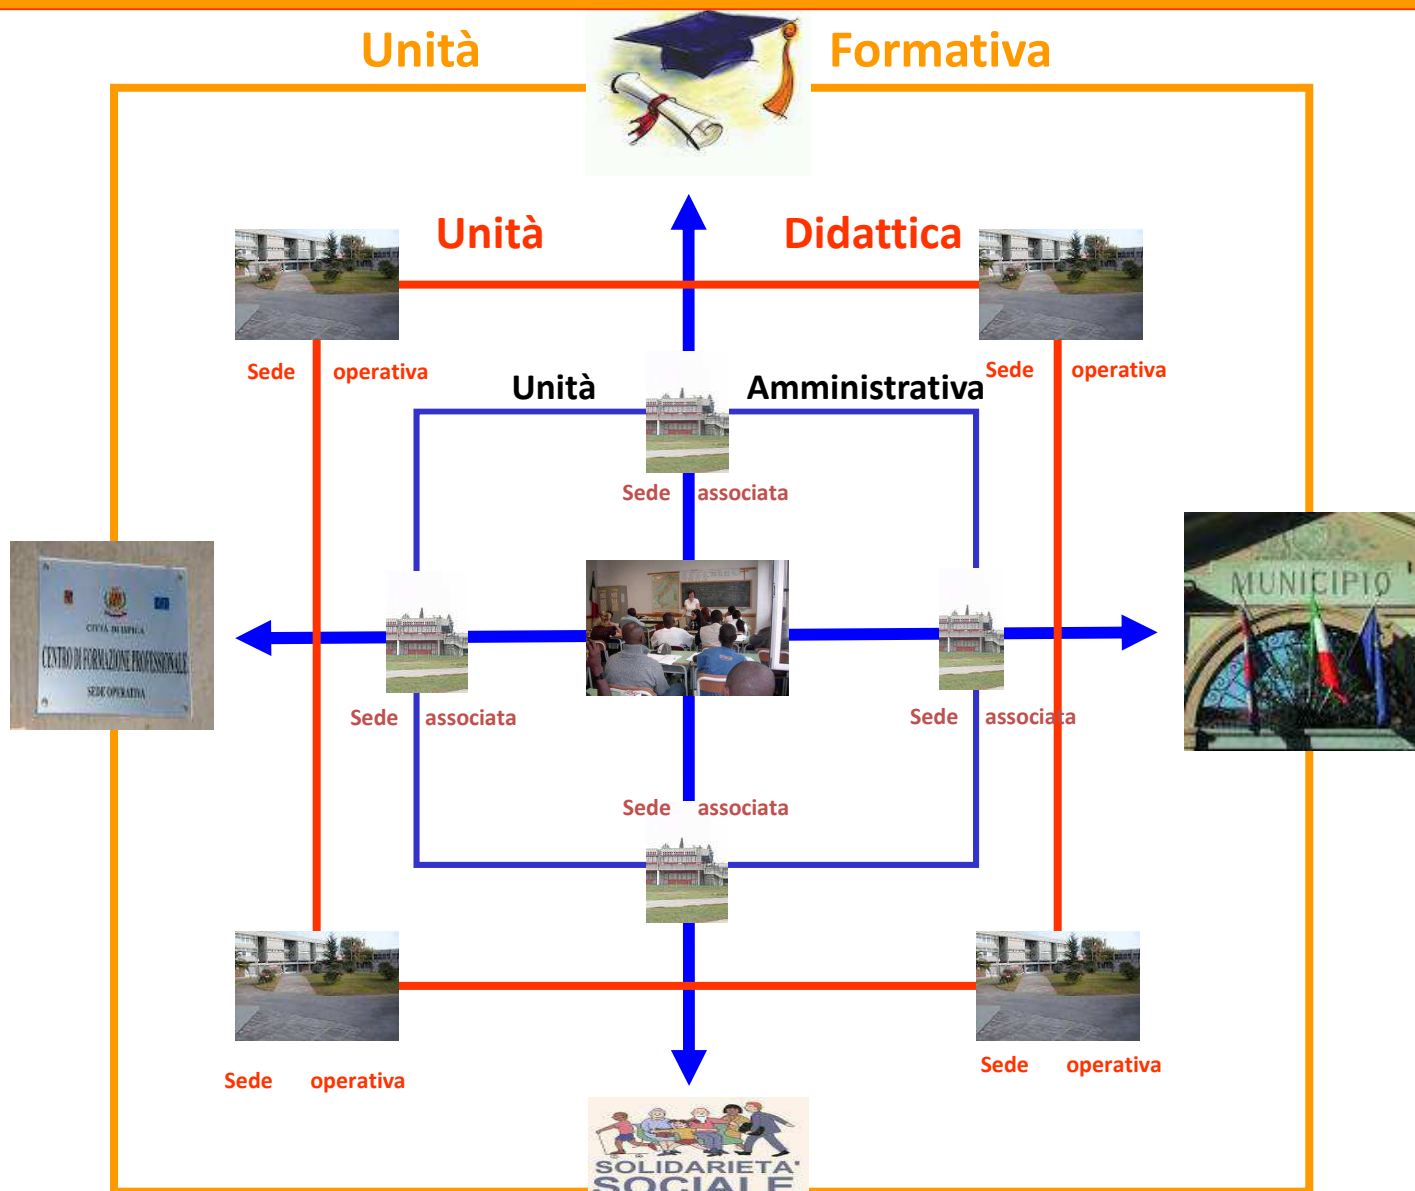 Unità Formativa
Unità Didattica
Sede operativa
Sede operativa
Unità Amministrativa
Sede associata
MUNICIPIO
CITTÀ DI ISPICA
CENTRO DI FORMAZIONE PROFESSIONALE
SEDE OPERATIVA
Sede associata
Sede associata
Sede associata
Sede operativa
Sede operativa
SOLIDARIETA'
SOCIALE